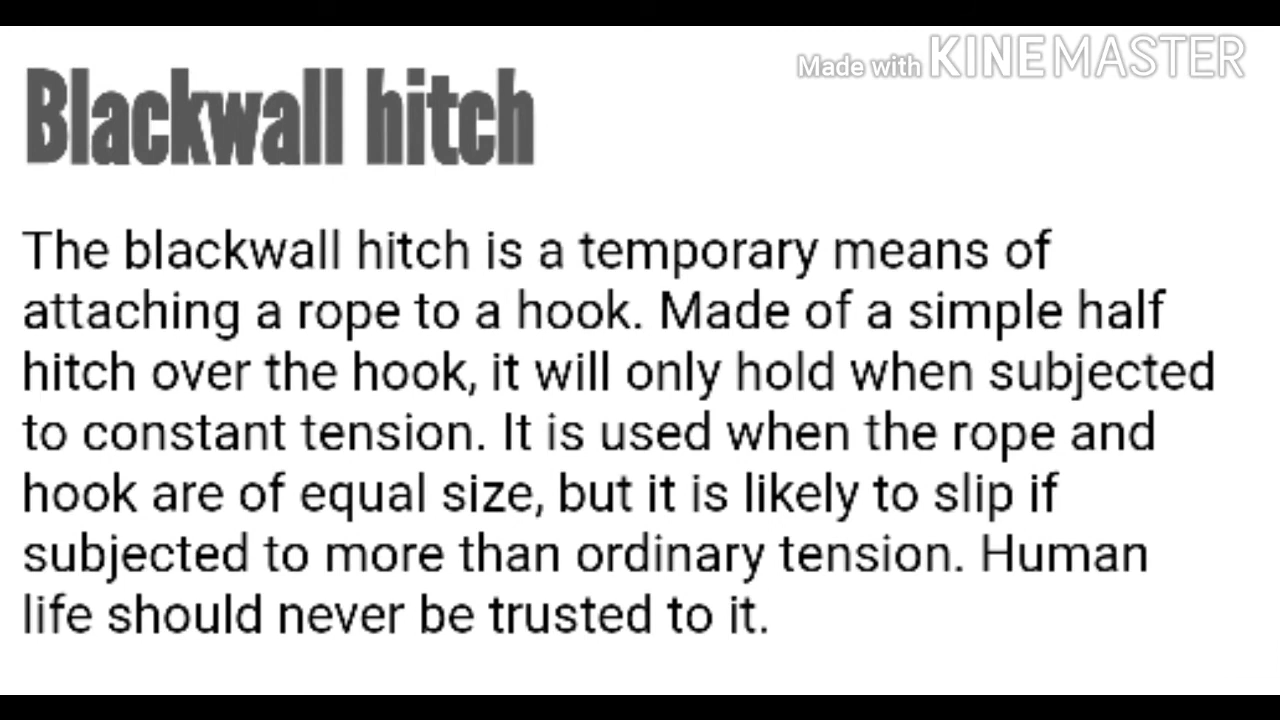 Made with KINEMASTER
Blackwall hitch
The blackwall hitch is a temporary means of
attaching a rope to a hook. Made of a simple half
hitch over the hook, it will only hold when subjected
to constant tension. It is used when the rope and
hook are of equal size, but it is likely to slip if
subjected to more than ordinary tension. Human
life should never be trusted to it.